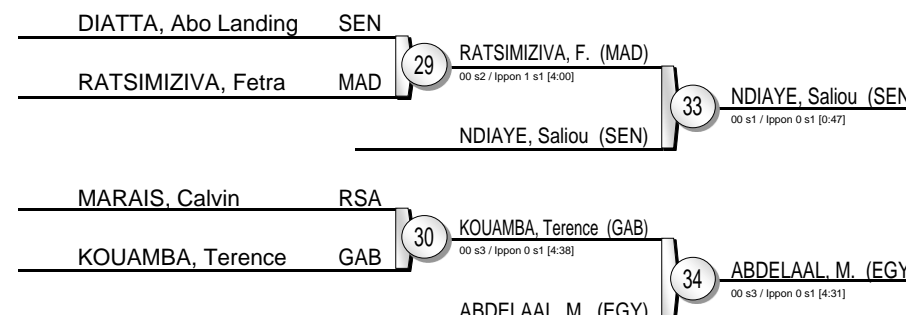 DIATTA, Abo Landing SEN
RATSIMIZIVA, Fetra MAD
29
RATSIMIZIVA, F. (MAD)
00 s2 / Ippon 1 s1 [4:00]
NDIAYE, Saliou (SEN)
33
NDIAYE, Saliou (SEN
00 s1 / Ippon 0 s1 [0:47]
MARAIS, Calvin RSA
KOUAMBA, Terence GAB
30
KOUAMBA, Terence (GAB)
00 s3 / Ippon 0 s1 [4:38]
ABDELAAL, M. (EGY)
34
ABDELAAL, M. (EGY
00 s3 / Ippon 0 s1 [4:31]